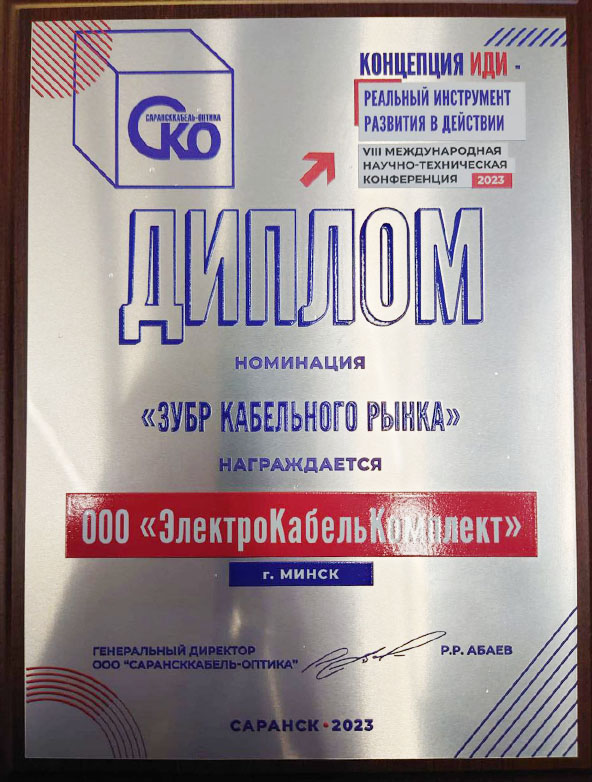 САРАНСККАБЕЛЬ-ОПТИКА
СКО
КОНЦЕПЦИЯ ИДИ -
РЕАЛЬНЫЙ ИНСТРУМЕНТ
РАЗВИТИЯ В ДЕЙСТВИИ
VIII МЕЖДУНАРОДНАЯ
НАУЧНО-ТЕХНИЧЕСКАЯ
КОНФЕРЕНЦИЯ 2023
ДИПЛОМ
НОМИНАЦИЯ
«ЗУБР КАБЕЛЬНОГО РЫНКА»
НАГРАЖДАЕТСЯ
ООО «ЭлектроКабельКомплект»
г. МИНСК
ГЕНЕРАЛЬНЫЙ ДИРЕКТОР
ООО "САРАНСККАБЕЛЬ-ОПТИКА"
Р.Р. АБАЕВ
САРАНСК • 2023